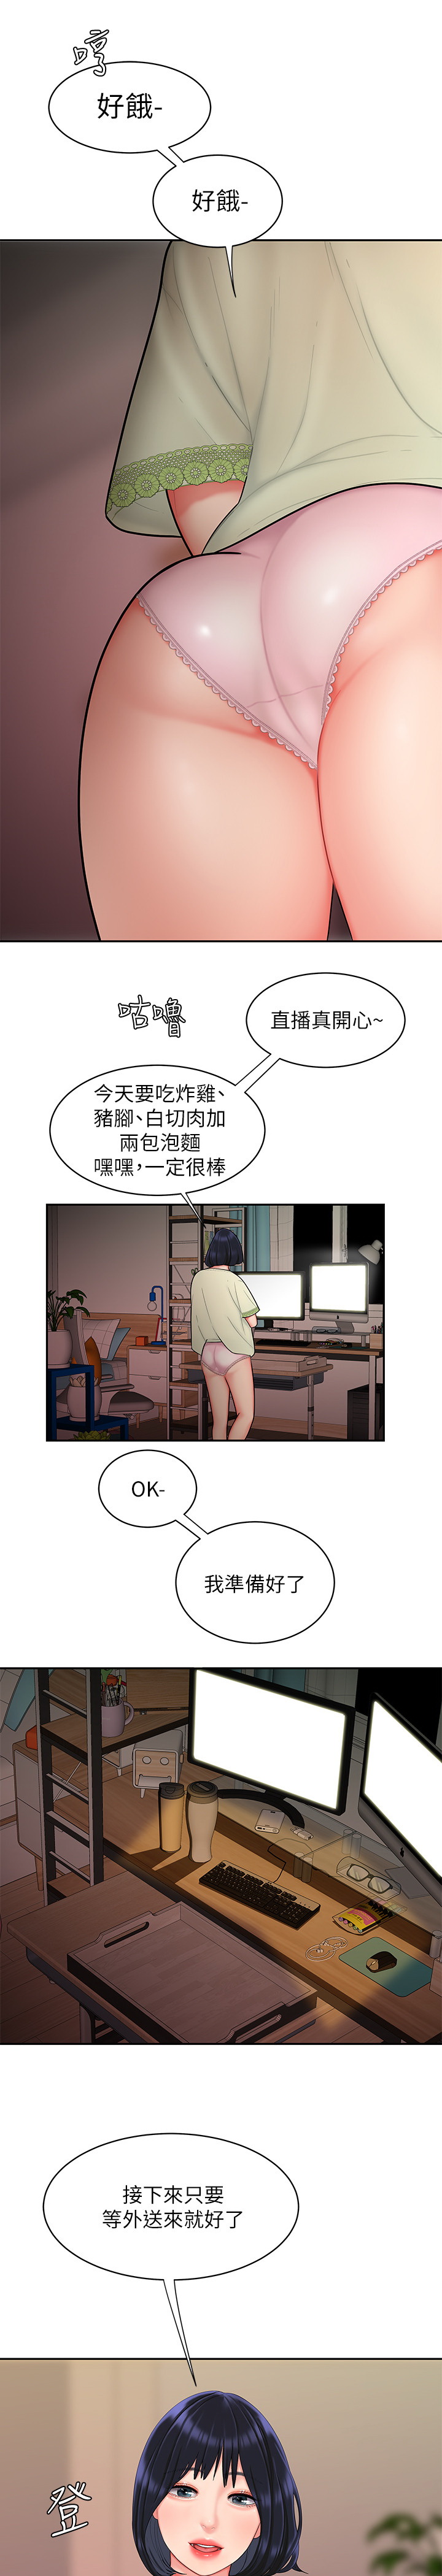 哼
好餓-
好餓-
咕嚕
直播真開心~
今天要吃炸雞、
豬腳、白切肉加
兩包泡麵
嘿嘿，一定很棒
OK-
我準備好了
接下來只要
等外送來就好了
登